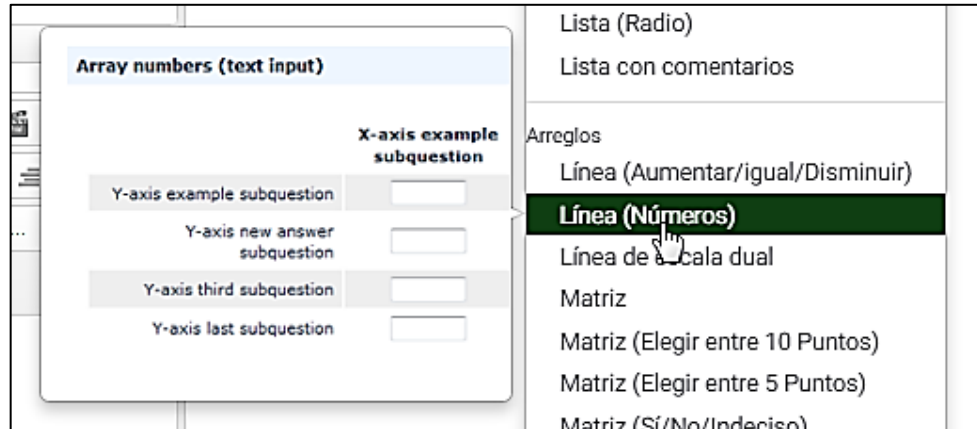 Array numbers (text input)
X-axis example
subquestion
Y-axis example subquestion
Y-axis new answer
subquestion
Y-axis third subquestion
Y-axis last subquestion
...
Lista (Radio)
Lista con comentarios
Arreglos
Línea (Aumentar/igual/Disminuir)
Línea (Números)
Línea de escala dual
Matriz
Matriz (Elegir entre 10 Puntos)
Matriz (Elegir entre 5 Puntos)
Matriz (Sí/No/Indeciso)